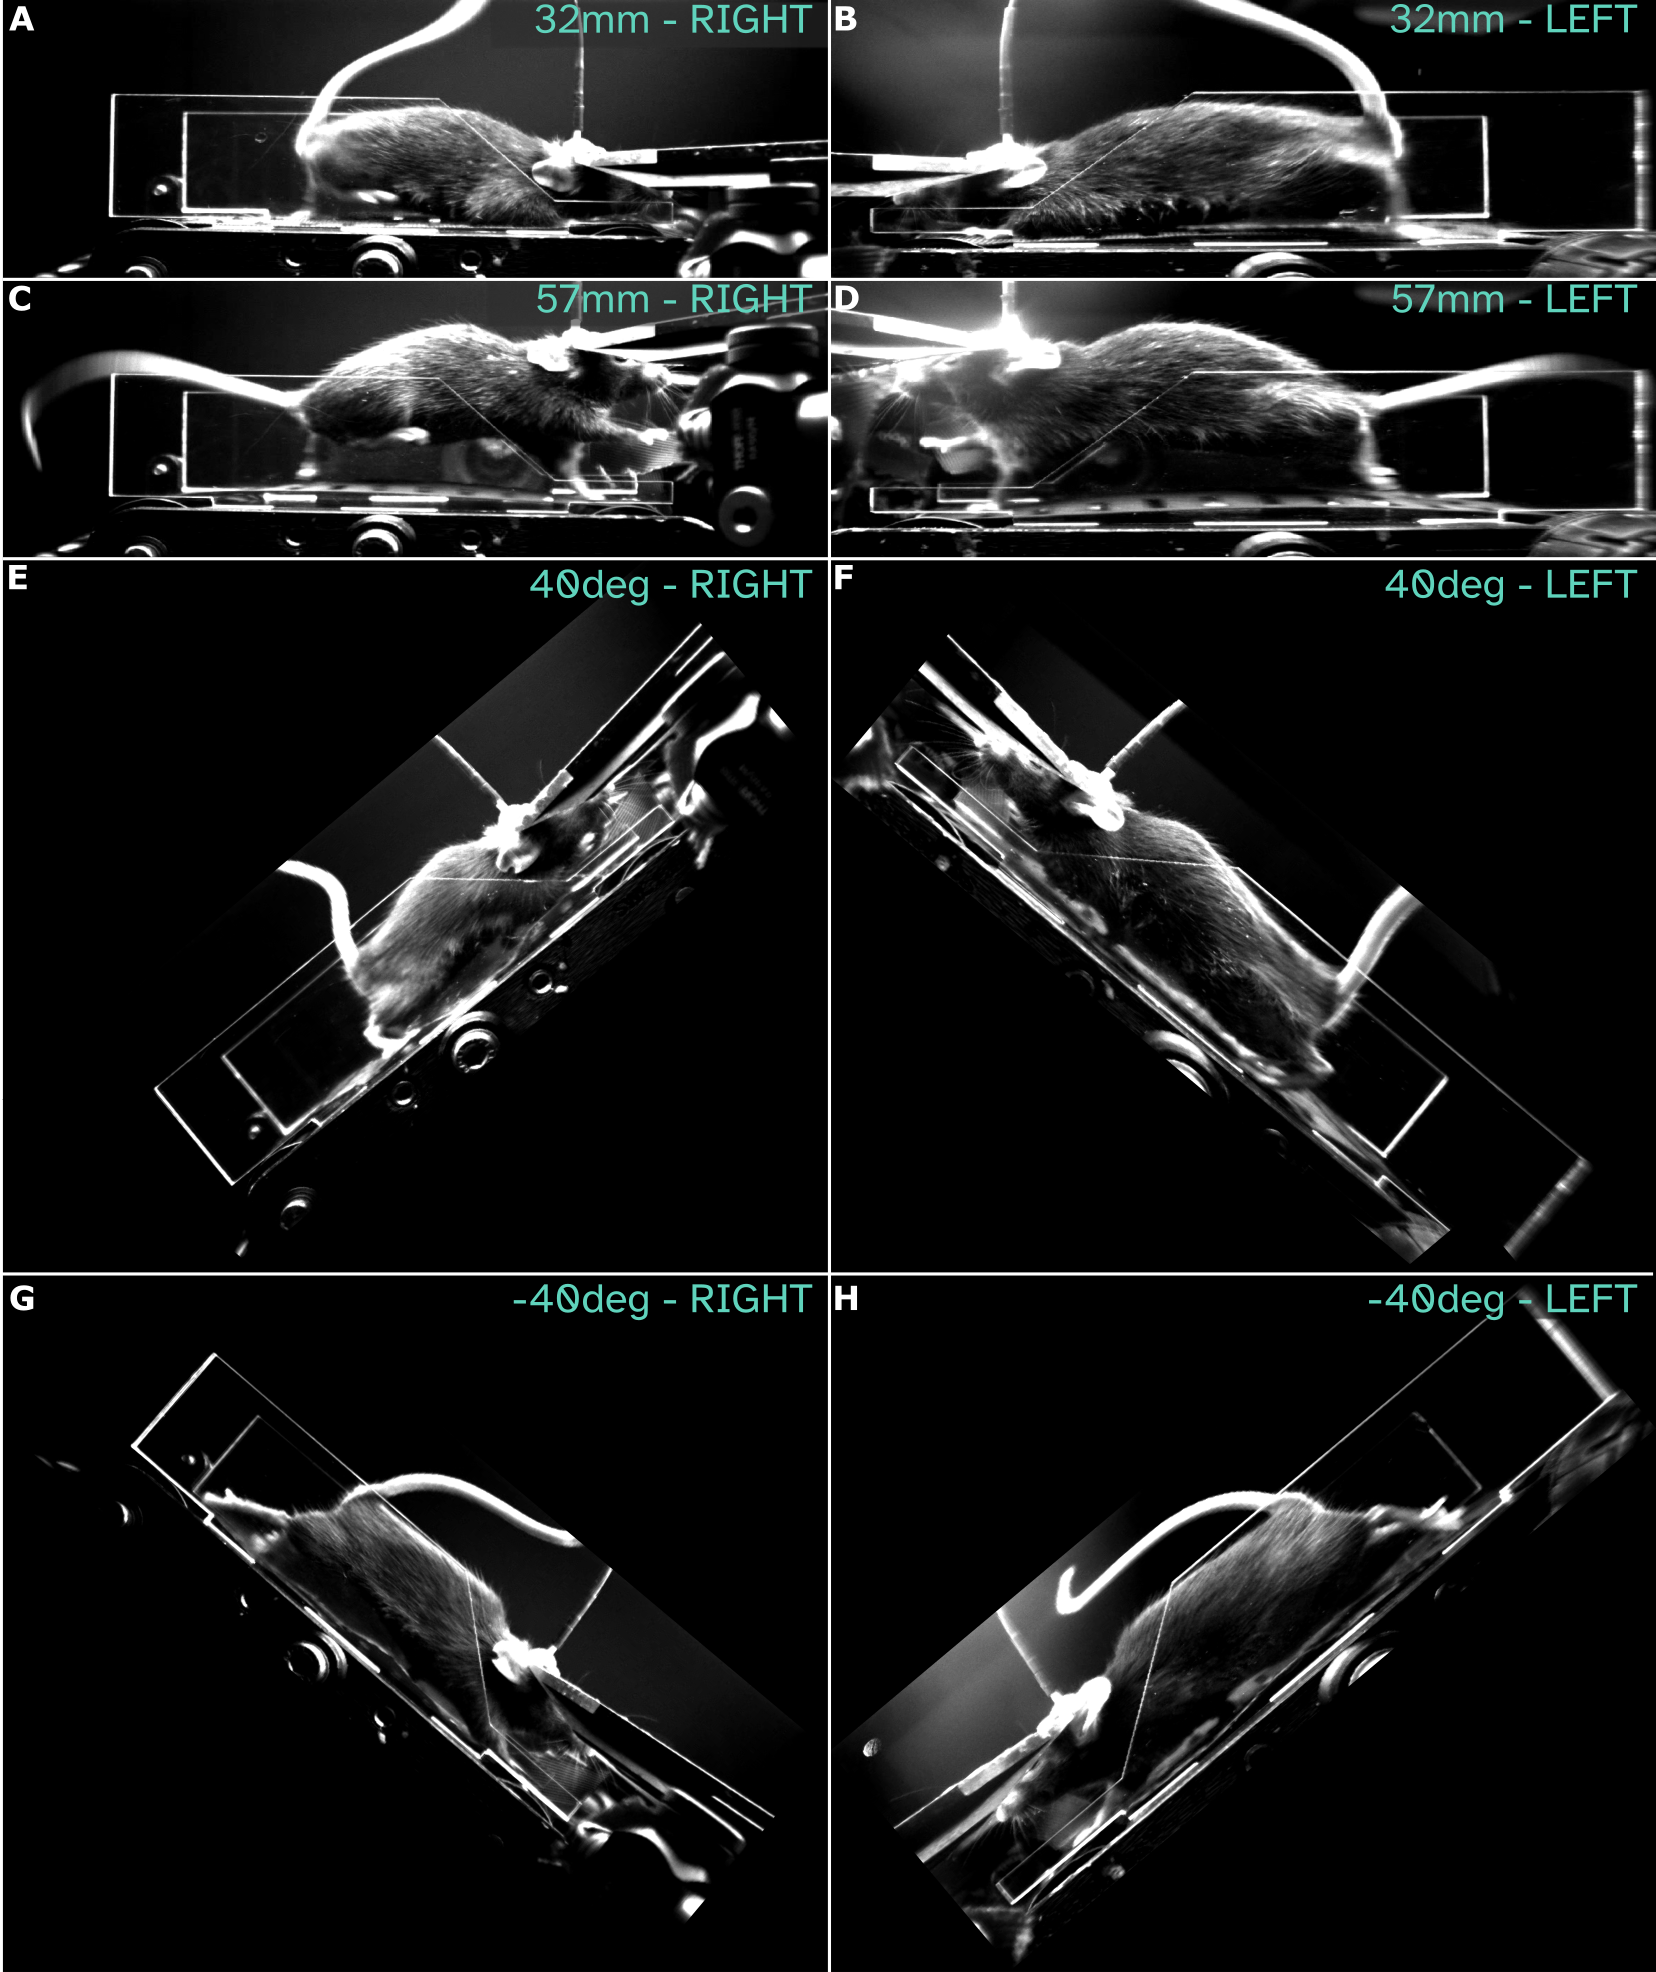 A 32mm - RIGHT
B 32mm - LEFT
C 57mm - RIGHT
D 57mm - LEFT
E 40deg - RIGHT
F 40deg - LEFT
G -40deg - RIGHT
H -40deg - LEFT